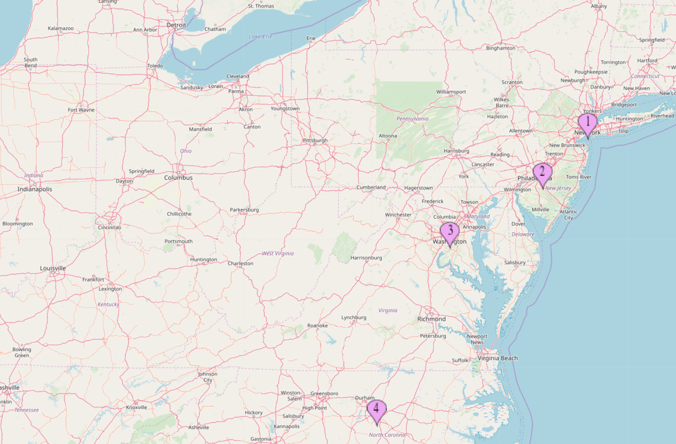 St. Thomas
Albany
Kalamazoo
Ann Arbor
Detroit
Chatham
Lake Erie
Erie
Binghamton
Springfield
South
Bend
Toledo
Sandusky
Lorain
Cleveland
Parma
Akron
Youngstown
Williamsport
Scranton
Wilkes
Barre
Hazleton
Poughkeepsie
Newburgh
Torrington
Hartford
Connecticut
Danbury
New Haven
Bridgeport
Yonkers
Huntington
Riverhead
Islip
1
New York
Fort Wayne
Mansfield
Canton
Pittsburgh
Altoona
Pennsylvania
Harrisburg
Allentown
Reading
Lancaster
York
New Brunswick
Trenton
Toms River
2
Philadelphia
New Jersey
Wilmington
Millville
Atlantic
City
Ohio
Indiana
Indianapolis
Springfield
Dayton
Columbus
Cumberland
Hagerstown
Frederick
Towson
Winchester
Columbia
Maryland
Annapolis
Dover
Delaware
3
Washington
Salisbury
Bloomington
Cincinnati
Chillicothe
Portsmouth
Parkersburg
Huntington
Charleston
West Virginia
Harrisonburg
Louisville
Frankfort
Lexington
Kentucky
Virginia
Richmond
Petersburg
Lynchburg
Roanoke
Newport
News
Suffolk
Virginia Beach
Bowling
Green
Johnson
City
Knoxville
Tennessee
Asheville
Hickory
Winston
Salem
Greensboro
High Point
Salisbury
Kannapolis
Gastonia
Durham
4
North Carolina